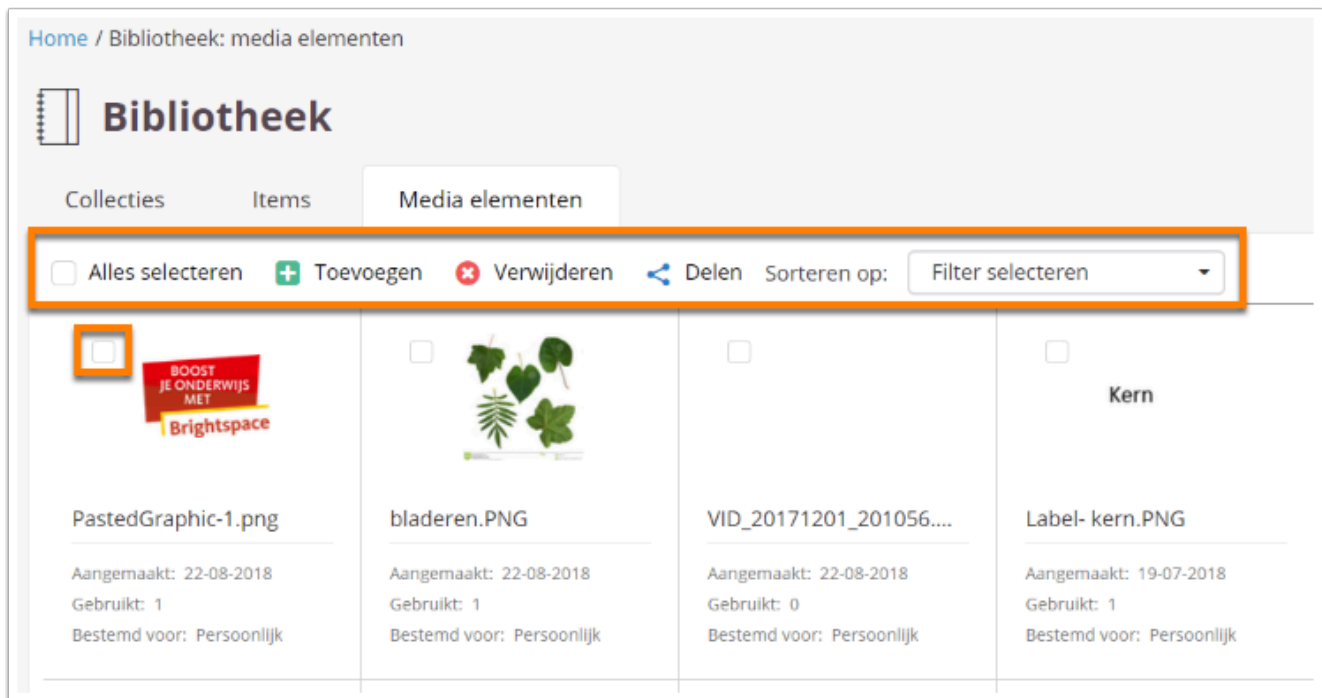 Home / Bibliotheek: media elementen
Bibliotheek
Collecties Items Media elementen
Alles selecteren Toevoegen Verwijderen Delen Sorteren op: Filter selecteren
BOOST
JE ONDERWIJS
MET
Brightspace
Kern
PastedGraphic-1.png bladeren.PNG VID_20171201_201056.... Label- kern.PNG
Aangemaakt: 22-08-2018 Aangemaakt: 22-08-2018 Aangemaakt: 22-08-2018 Aangemaakt: 19-07-2018
Gebruikt: 1 Gebruikt: 1 Gebruikt: 0 Gebruikt: 1
Bestemd voor: Persoonlijk Bestemd voor: Persoonlijk Bestemd voor: Persoonlijk Bestemd voor: Persoonlijk